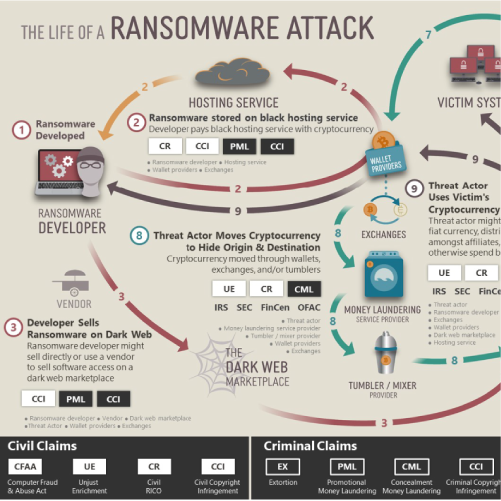 THE LIFE OF A RANSOMWARE ATTACK
7
2
2
HOSTING SERVICE
VICTIM SYST
1 Ransomware
Developed
2 Ransomware stored on black hosting service
Developer pays black hosting service with cryptocurrency
CR CCI PML CCI
• Ransomware developer • Hosting service
• Wallet providers • Exchanges
WALLET
PROVIDERS
2
9
9
RANSOMWARE
DEVELOPER
9 Threat Actor
Uses Victim's
Cryptocurrency
Threat actor might
fiat currency, distri
amongst affiliates,
otherwise spend b
UE CR
IRS SEC FinCen
• Threat actor
• Ransomware developer
• Exchanges
• Wallet providers
• Dark web marketplace
• Hosting service
8 Threat Actor Moves Cryptocurrency
to Hide Origin & Destination
Cryptocurrency moved through wallets,
exchanges, and/or tumblers
UE CR CML
IRS SEC FinCen OFAC
• Threat actor
• Money laundering service provider
• Tumbler / mixer provider
• Wallet providers
• Exchanges
8
B
E
EXCHANGES
8
MONEY LAUNDERING
SERVICE PROVIDER
8
8
TUMBLER / MIXER
PROVIDER
VENDOR
3
3 Developer Sells
Ransomware on Dark Web
Ransomware developer might
sell directly or use a vendor
to sell software access on a
dark web marketplace
CCI PML CCI
• Ransomware developer • Vendor • Dark web marketplace
•Threat Actor • Wallet providers • Exchanges
THE
DARK WEB
MARKETPLACE
3
Civil Claims
CFAA UE CR CCI
Computer Fraud
& Abuse Act
Unjust
Enrichment
Civil
RICO
Civil Copyright
Infringement
Criminal Claims
EX PML CML CCI
Extortion
Promotional
Money Laundering
Concealment
Money Laundering
Criminal Copyrig
Infringement